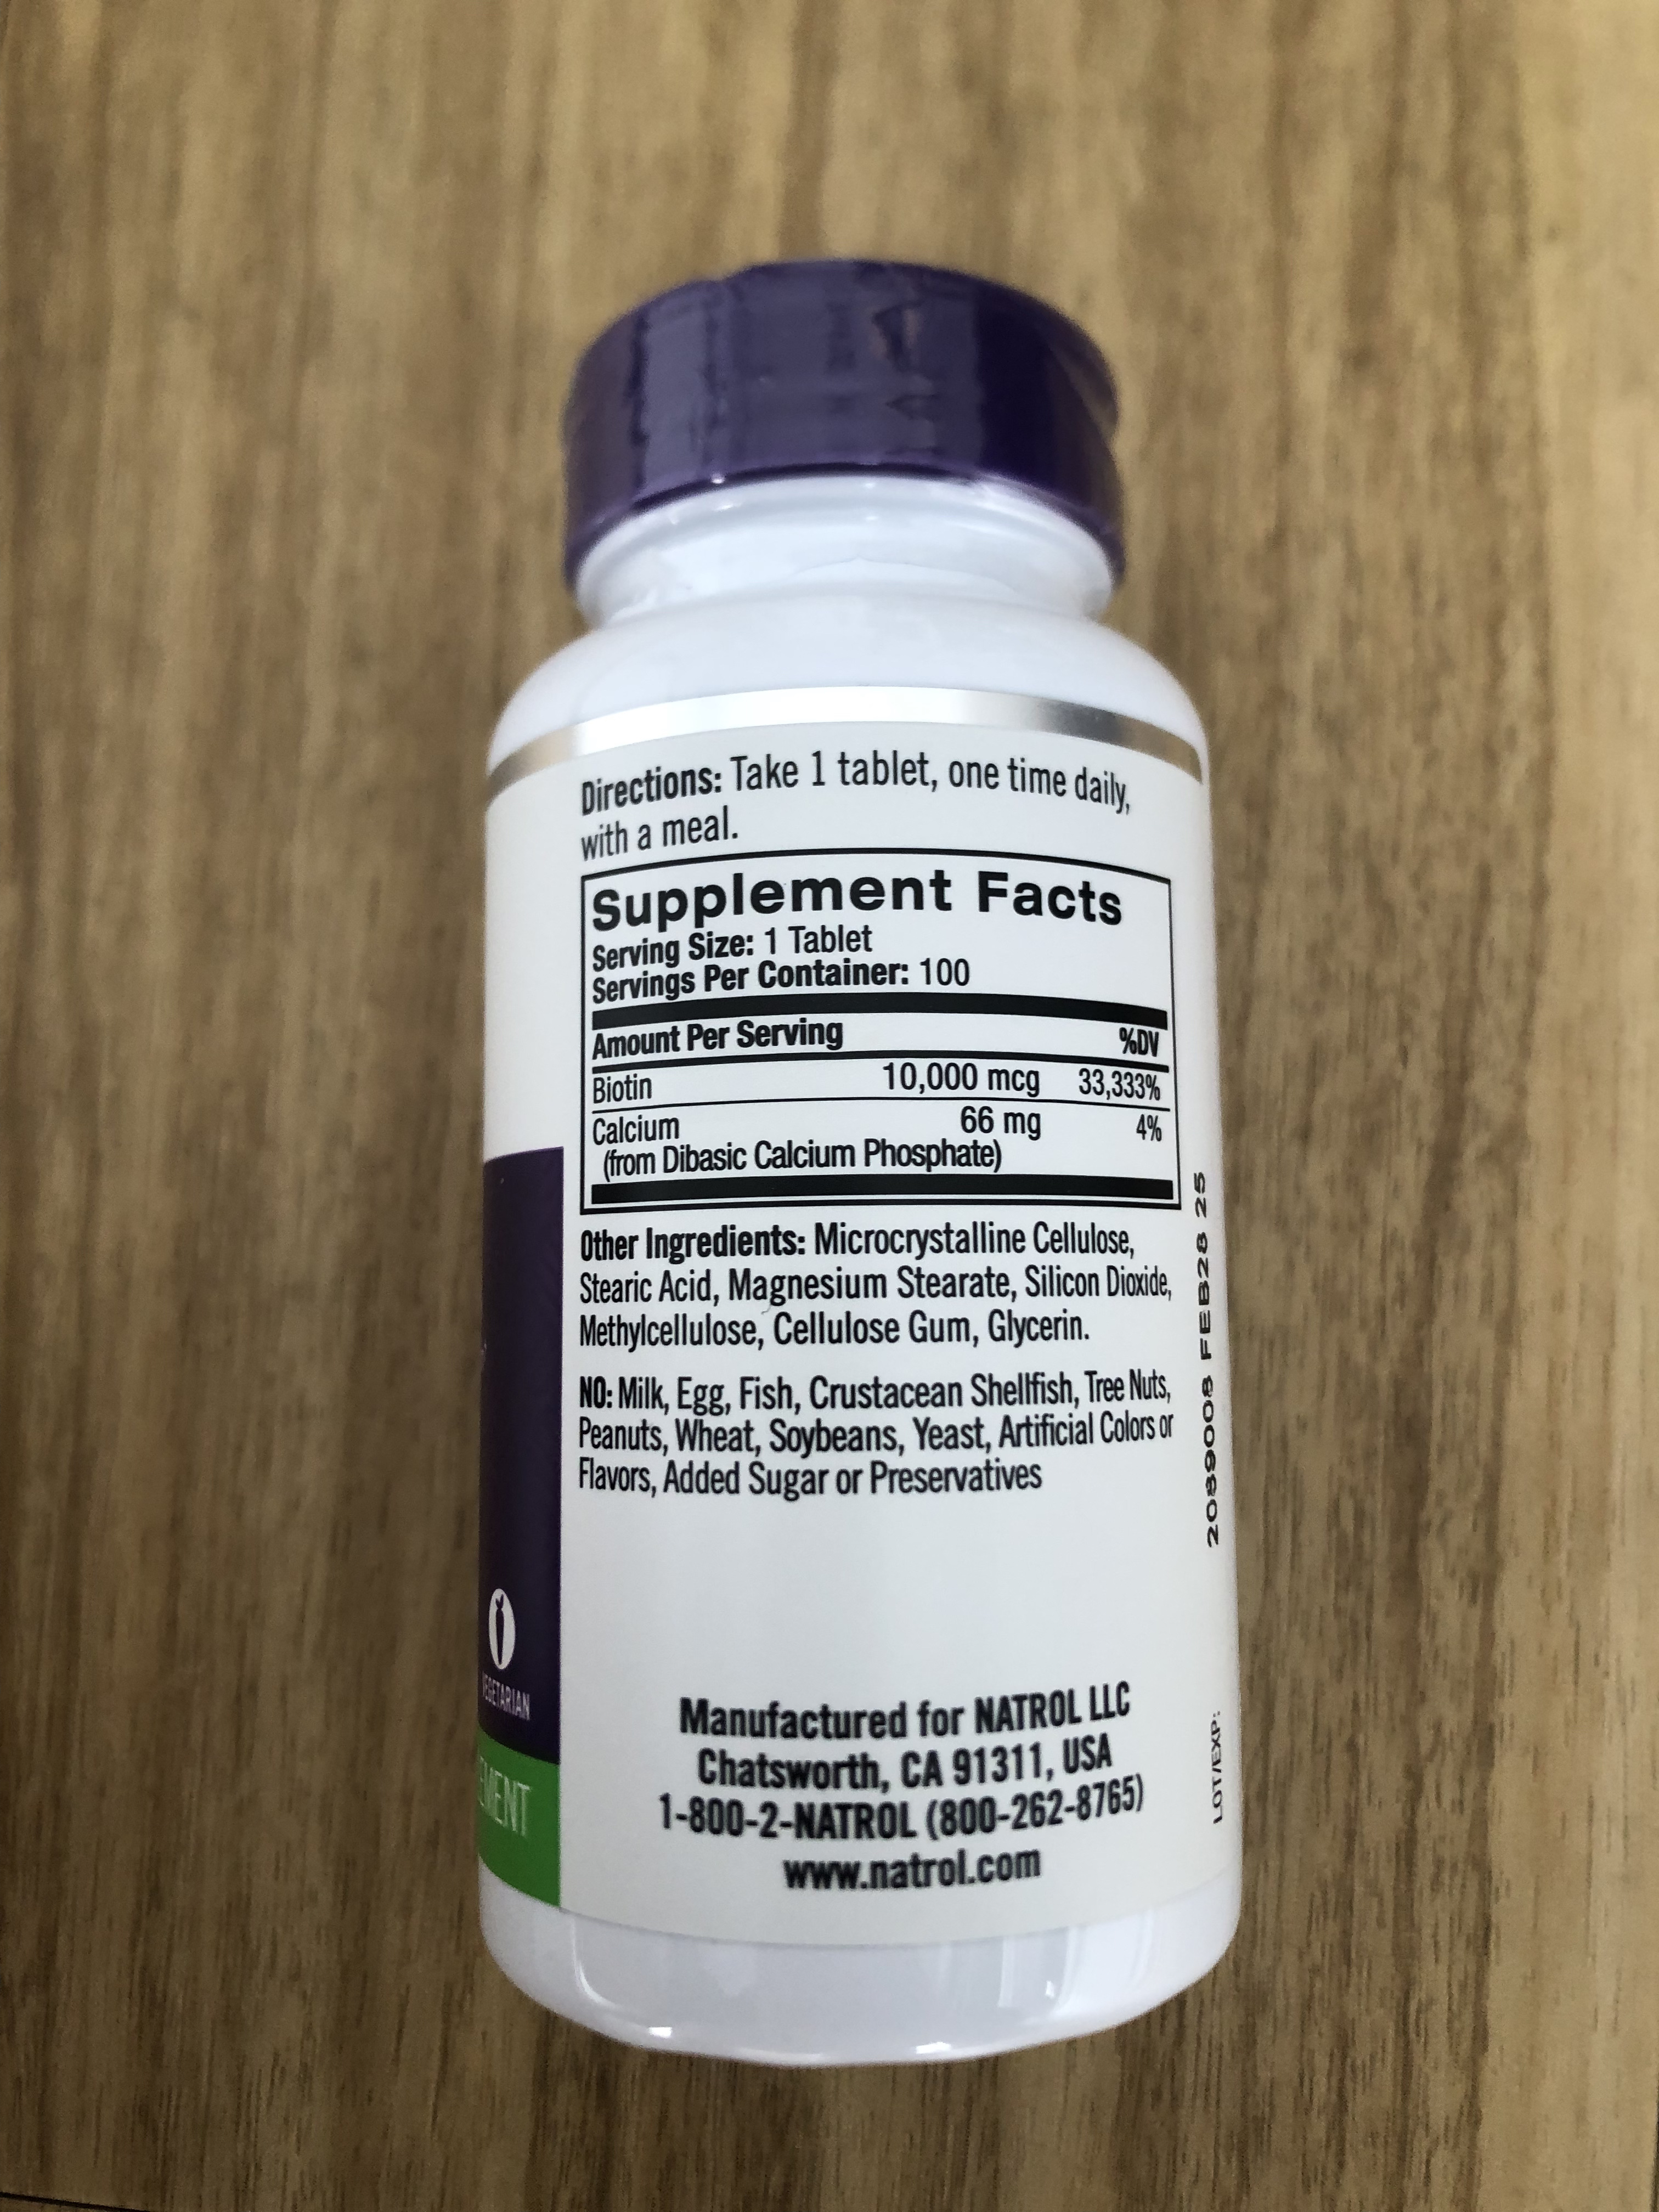 Directions: Take 1 tablet, one time daily,
with a meal.
Supplement Facts
Serving Size: 1 Tablet
Servings Per Container: 100
Amount Per Serving %DV
Biotin 10,000 mcg 33,333%
Calcium 66 mg 4%
(from Dibasic Calcium Phosphate)
Other Ingredients: Microcrystalline Cellulose,
Stearic Acid, Magnesium Stearate, Silicon Dioxide,
Methylcellulose, Cellulose Gum, Glycerin.
NO: Milk, Egg, Fish, Crustacean Shellfish, Tree Nuts,
Peanuts, Wheat, Soybeans, Yeast, Artificial Colors or
Flavors, Added Sugar or Preservatives
Manufactured for NATROL LLC
Chatsworth, CA 91311, USA
1-800-2-NATROL (800-262-8765)
www.natrol.com
LOT/EXP:
2089008 FEB28 25
VEGETARIAN
EMENT